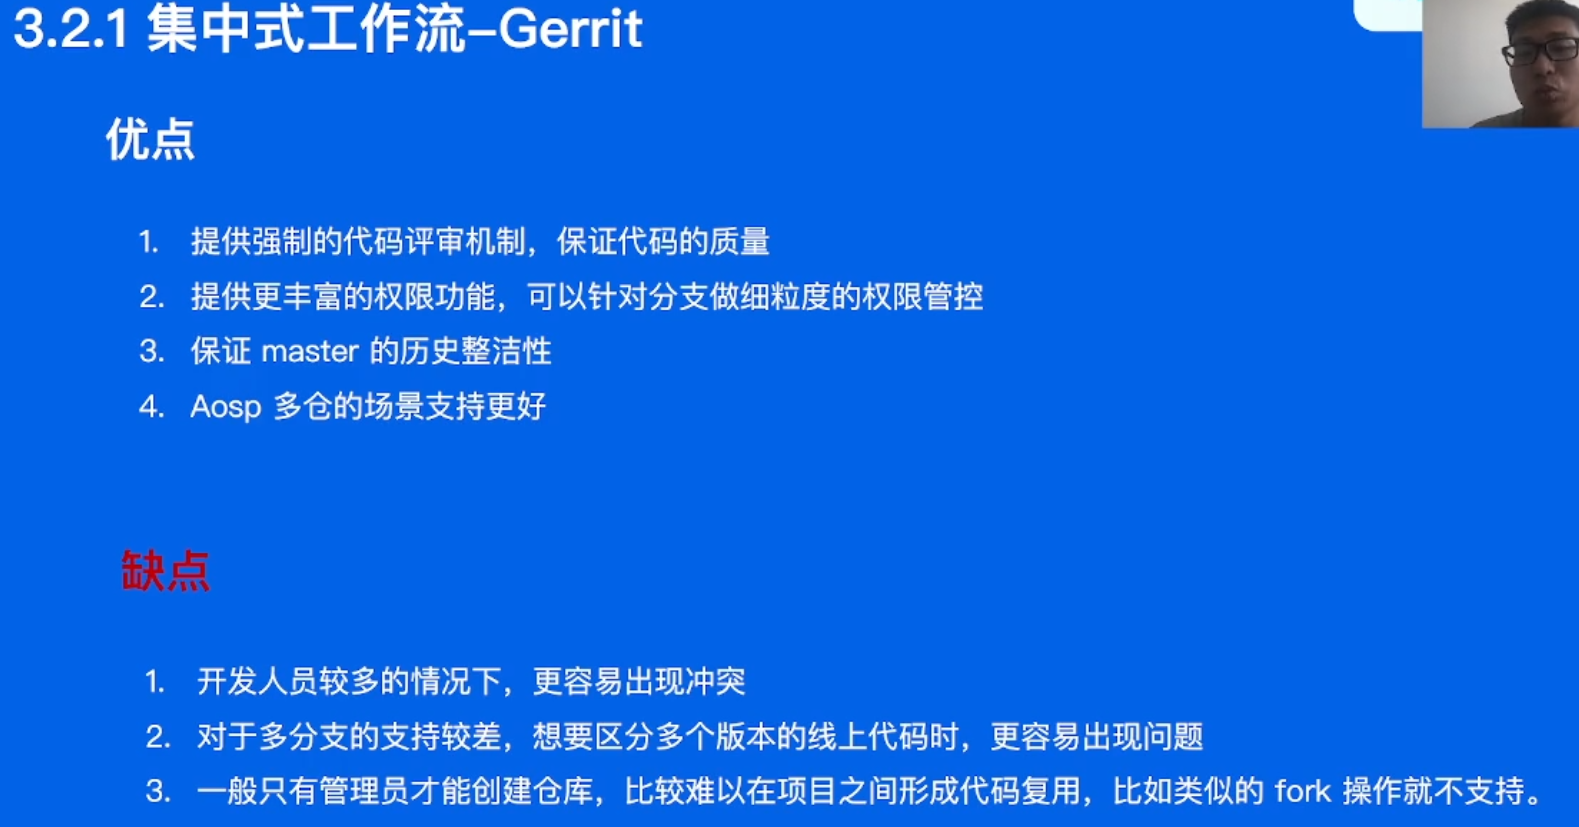 3.2.1 集中式工作流-Gerrit
优点
1. 提供强制的代码评审机制，保证代码的质量
2. 提供更丰富的权限功能，可以针对分支做细粒度的权限管控
3. 保证 master 的历史整洁性
4. Aosp 多仓的场景支持更好
缺点
1. 开发人员较多的情况下，更容易出现冲突
2. 对于多分支的支持较差，想要区分多个版本的线上代码时，更容易出现问题
3. 一般只有管理员才能创建仓库，比较难以在项目之间形成代码复用，比如类似的 fork 操作就不支持。